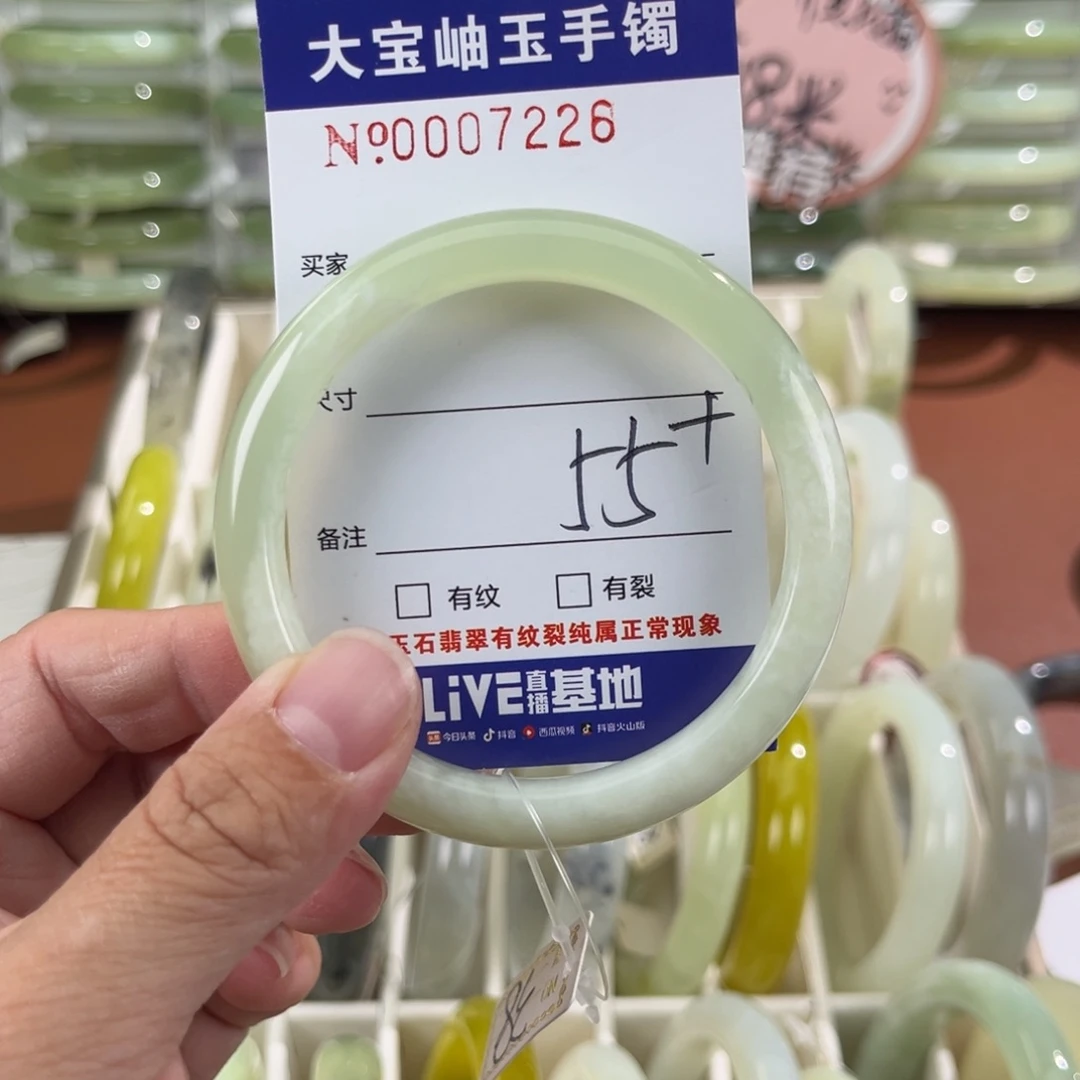 大宝岫玉手镯
No0007226
买家
尺寸
55+
备注
有纹 有裂
玉石翡翠有纹裂纯属正常现象
LiVE直播基地
今日头条 抖音 西瓜视频 抖音火山版